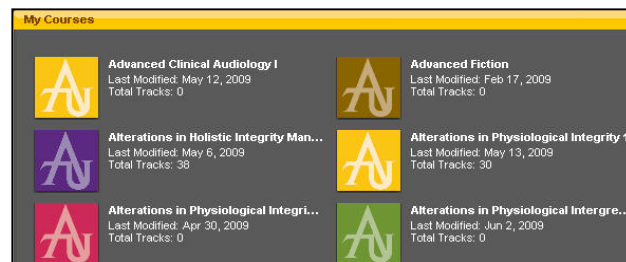 My Courses
Advanced Clinical Audiology I
Last Modified: May 12, 2009
Total Tracks: 0
Advanced Fiction
Last Modified: Feb 17, 2009
Total Tracks: 0
Alterations in Holistic Integrity Man...
Last Modified: May 6, 2009
Total Tracks: 38
Alterations in Physiological Integrity 1
Last Modified: May 13, 2009
Total Tracks: 30
Alterations in Physiological Integri...
Last Modified: Apr 30, 2009
Total Tracks: 0
Alterations in Physiological Intergre...
Last Modified: Jun 2, 2009
Total Tracks: 0